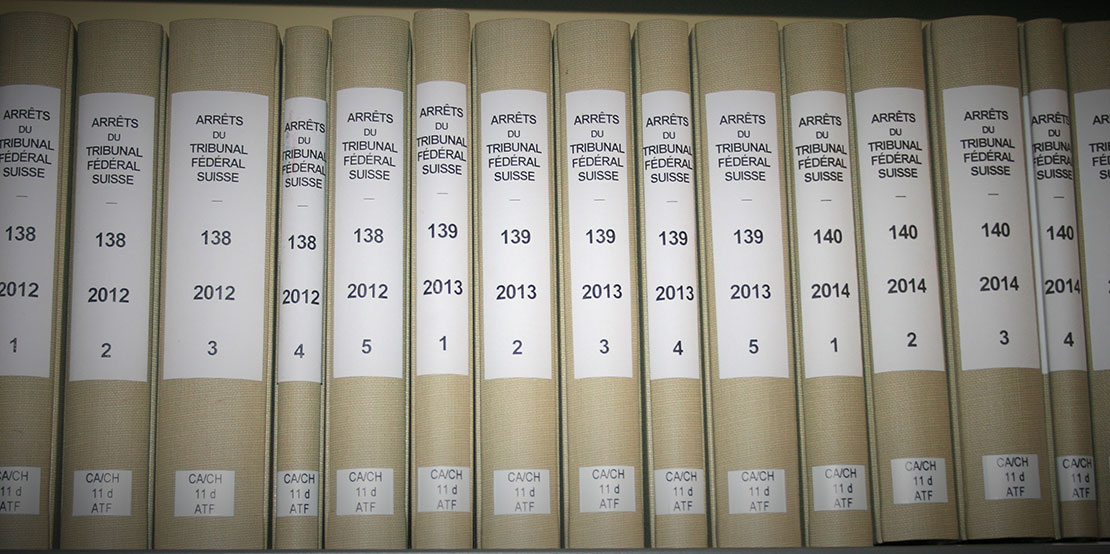 ARRÊTS
DU
TRIBUNAL
FÉDÉRAL
SUISSE
—
138
2012
1
CA/CH
11 d
ATF
ARRÊTS
DU
TRIBUNAL
FÉDÉRAL
SUISSE
—
138
2012
2
CA/CH
11 d
ATF
ARRÊTS
DU
TRIBUNAL
FÉDÉRAL
SUISSE
—
138
2012
3
CA/CH
11 d
ATF
ARRÊTS
DU
TRIBUNAL
FÉDÉRAL
SUISSE
—
138
2012
4
CA/CH
11 d
ATF
ARRÊTS
DU
TRIBUNAL
FÉDÉRAL
SUISSE
—
138
2012
5
CA/CH
11 d
ATF
ARRÊTS
DU
TRIBUNAL
FÉDÉRAL
SUISSE
—
139
2013
1
CA/CH
11 d
ATF
ARRÊTS
DU
TRIBUNAL
FÉDÉRAL
SUISSE
—
139
2013
2
CA/CH
11 d
ATF
ARRÊTS
DU
TRIBUNAL
FÉDÉRAL
SUISSE
—
139
2013
3
CA/CH
11 d
ATF
ARRÊTS
DU
TRIBUNAL
FÉDÉRAL
SUISSE
—
139
2013
4
CA/CH
11 d
ATF
ARRÊTS
DU
TRIBUNAL
FÉDÉRAL
SUISSE
—
139
2013
5
CA/CH
11 d
ATF
ARRÊTS
DU
TRIBUNAL
FÉDÉRAL
SUISSE
—
140
2014
1
CA/CH
11 d
ATF
ARRÊTS
DU
TRIBUNAL
FÉDÉRAL
SUISSE
—
140
2014
2
CA/CH
11 d
ATF
ARRÊTS
DU
TRIBUNAL
FÉDÉRAL
SUISSE
—
140
2014
3
CA/CH
11 d
ATF
ARRÊTS
DU
TRIBUNAL
FÉDÉRAL
SUISSE
—
140
2014
4
CA/CH
11 d
ATF